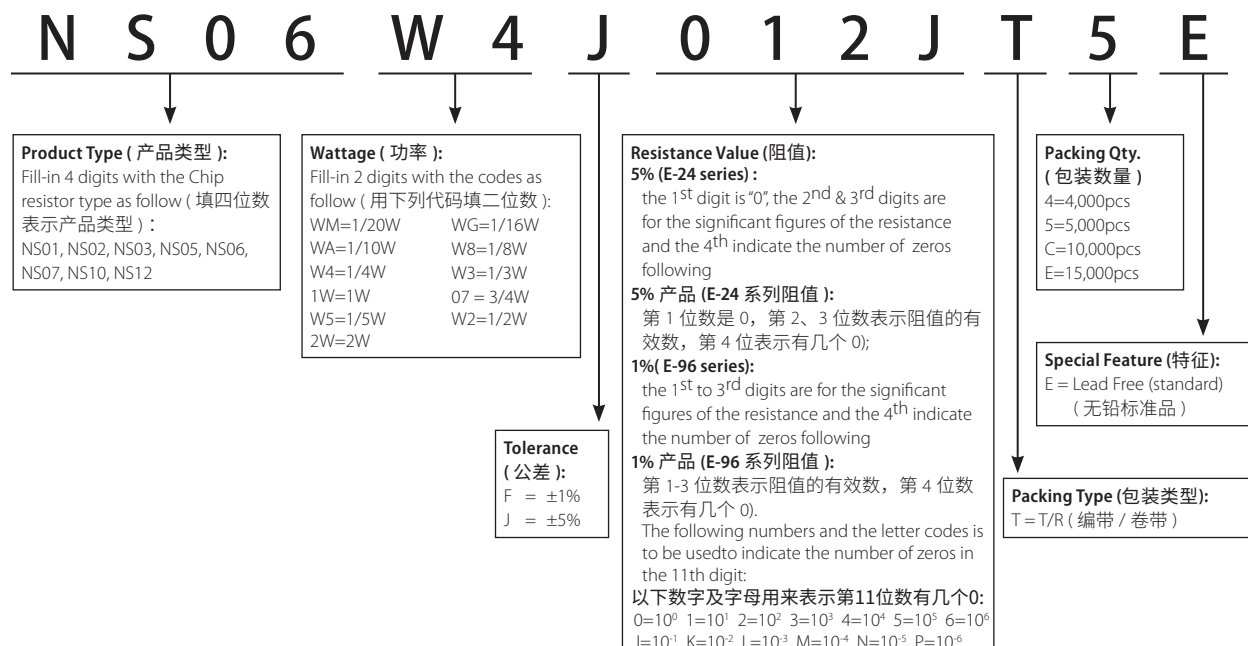 NS06 W4 J 012J T 5 E
Product Type ( 产品类型 ):
Fill-in 4 digits with the Chip
resistor type as follow ( 填四位数
表示产品类型 ) :
NS01, NS02, NS03, NS05, NS06,
NS07, NS10, NS12
Wattage ( 功率 ):
Fill-in 2 digits with the codes as
follow ( 用下列代码填二位数 ):
WM=1/20W WG=1/16W
WA=1/10W W8=1/8W
W4=1/4W W3=1/3W
1W=1W 07 = 3/4W
W5=1/5W W2=1/2W
2W=2W
Tolerance
( 公差 ):
F = ±1%
J = ±5%
Resistance Value (阻值):
5% (E-24 series) :
the 1st digit is “0”, the 2nd & 3rd digits are
for the significant figures of the resistance
and the 4th indicate the number of zeros
following
5% 产品 (E-24 系列阻值 ):
第 1 位数是 0，第 2、3 位数表示阻值的有
效数，第 4 位表示有几个 0);
1%( E-96 series):
the 1st to 3rd digits are for the significant
figures of the resistance and the 4th indicate
the number of zeros following
1% 产品 (E-96 系列阻值 ):
第 1-3 位数表示阻值的有效数，第 4 位数
表示有几个 0).
The following numbers and the letter codes is
to be usedto indicate the number of zeros in
the 11th digit:
以下数字及字母用来表示第11位数有几个0:
0=10⁰ 1=10¹ 2=10² 3=10³ 4=10⁴ 5=10⁵ 6=10⁶
J=10⁻¹ K=10⁻² L=10⁻³ M=10⁻⁴ N=10⁻⁵ P=10⁻⁶
Packing Type (包装类型):
T = T/R ( 编带 / 卷带 )
Packing Qty.
( 包装数量 )
4=4,000pcs
5=5,000pcs
C=10,000pcs
E=15,000pcs
Special Feature (特征):
E = Lead Free (standard)
( 无铅标准品 )